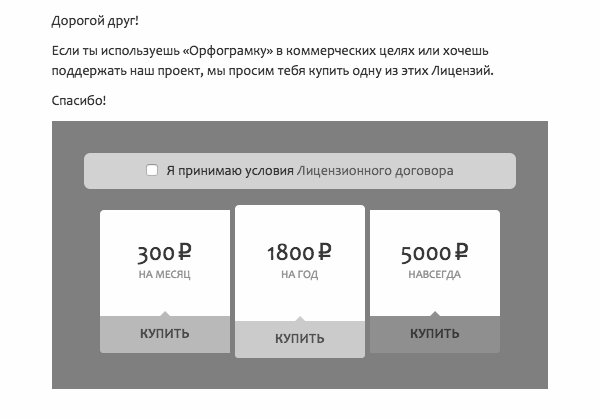 Дорогой друг!
Если ты используешь «Орфограмку» в коммерческих целях или хочешь
поддержать наш проект, мы просим тебя купить одну из этих Лицензий.
Спасибо!
Я принимаю условия Лицензионного договора
300 ₽
НА МЕСЯЦ
КУПИТЬ
1800 ₽
НА ГОД
КУПИТЬ
5000 ₽
НАВСЕГДА
КУПИТЬ